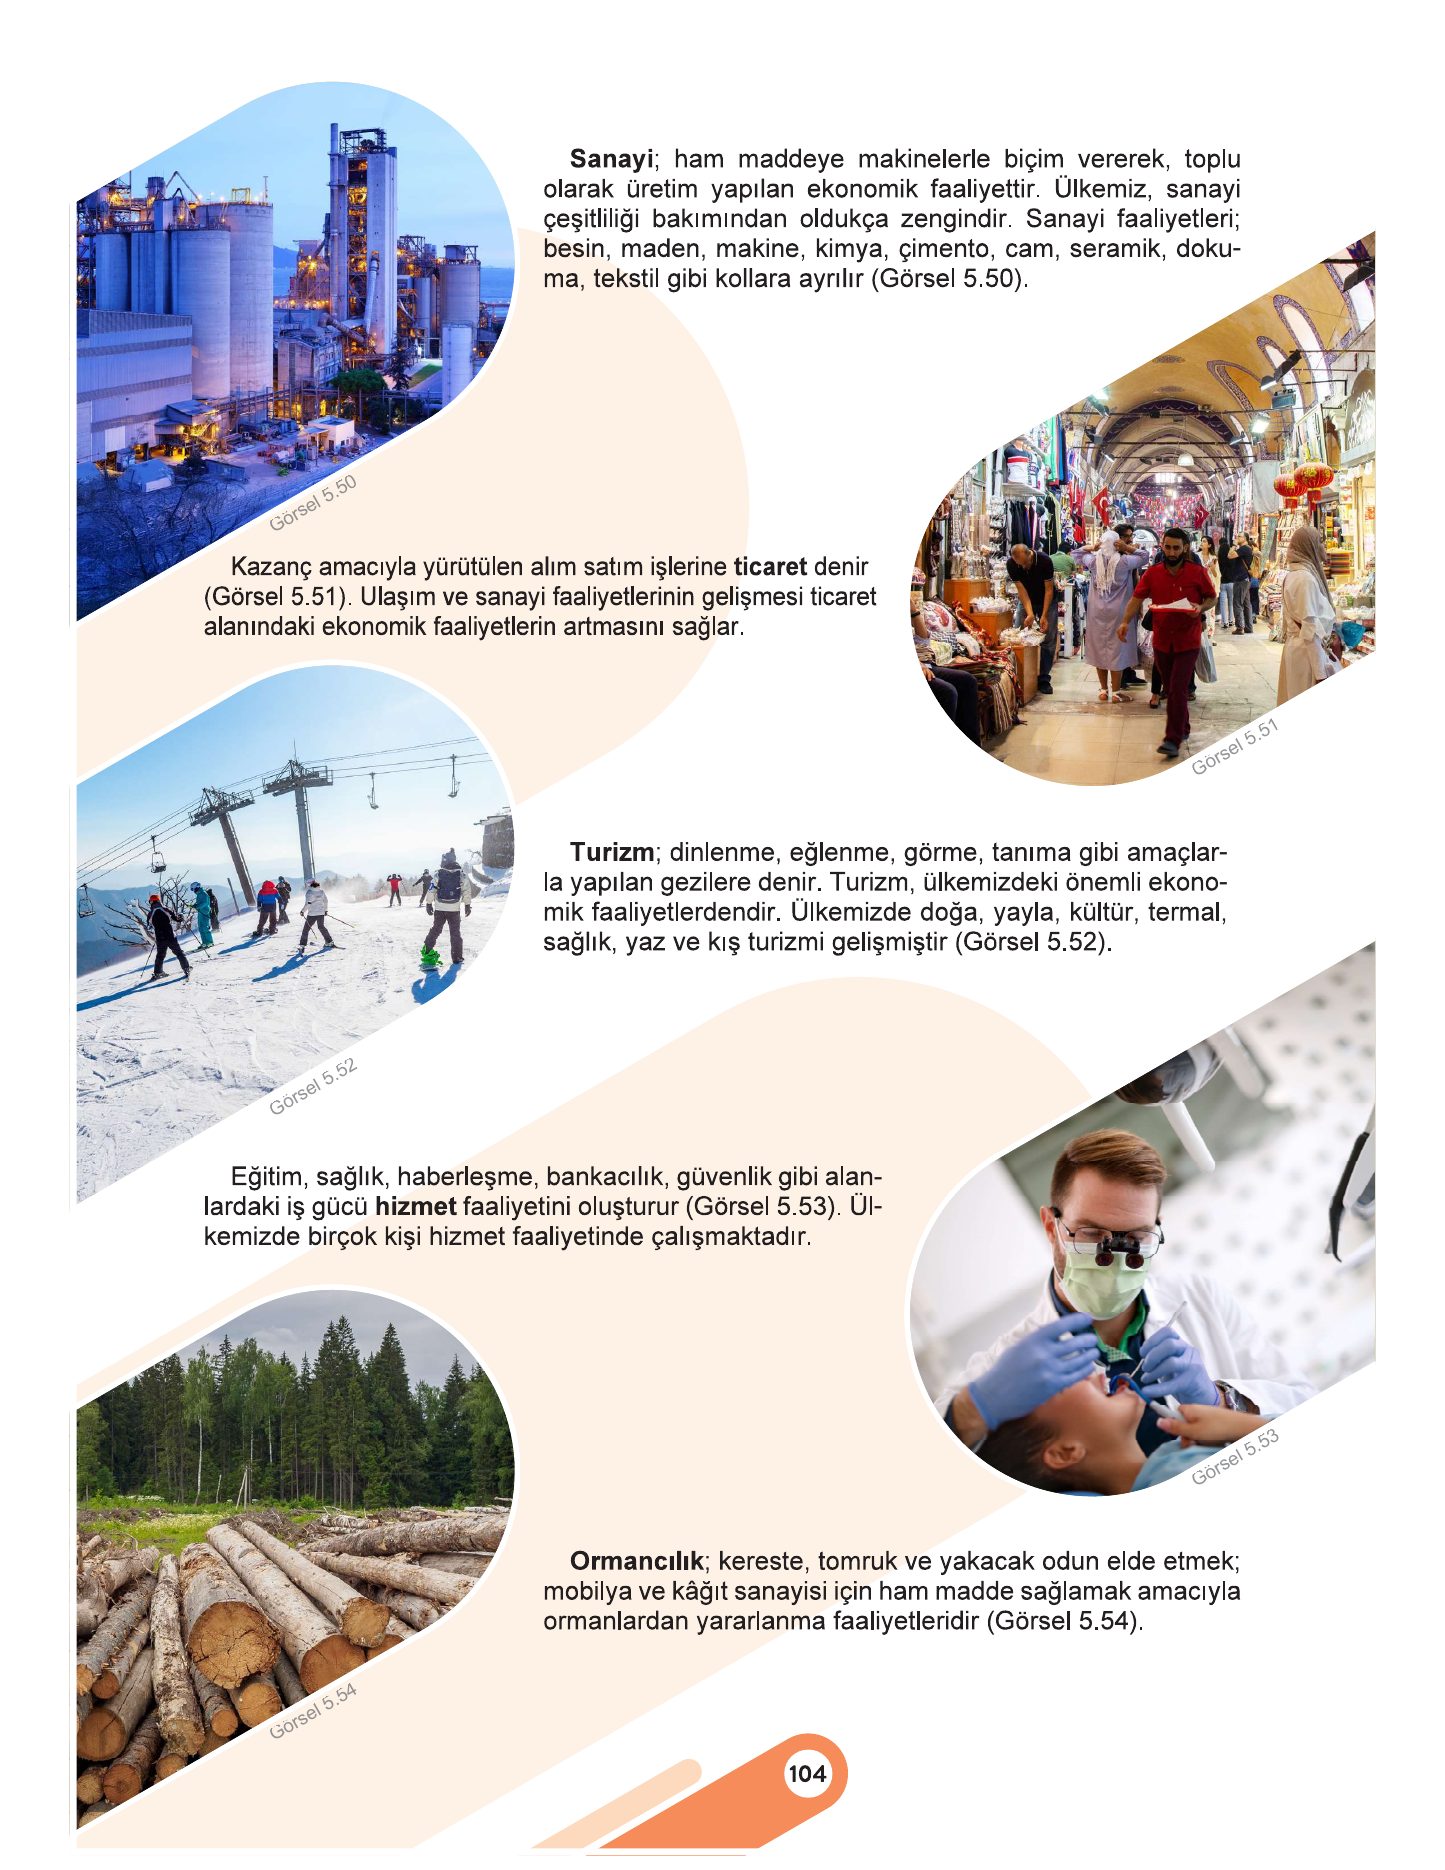 Sanayi; ham maddeye makinelerle biçim vererek, toplu
olarak üretim yapılan ekonomik faaliyettir. Ülkemiz, sanayi
çeşitliliği bakımından oldukça zengindir. Sanayi faaliyetleri;
besin, maden, makine, kimya, çimento, cam, seramik, doku-
ma, tekstil gibi kollara ayrılır (Görsel 5.50).
Görsel 5.50
Kazanç amacıyla yürütülen alım satım işlerine ticaret denir
(Görsel 5.51). Ulaşım ve sanayi faaliyetlerinin gelişmesi ticaret
alanındaki ekonomik faaliyetlerin artmasını sağlar.
Görsel 5.51
Turizm; dinlenme, eğlenme, görme, tanıma gibi amaçlar-
la yapılan gezilere denir. Turizm, ülkemizdeki önemli ekono-
mik faaliyetlerdendir. Ülkemizde doğa, yayla, kültür, termal,
sağlık, yaz ve kış turizmi gelişmiştir (Görsel 5.52).
Görsel 5.52
Eğitim, sağlık, haberleşme, bankacılık, güvenlik gibi alan-
lardaki iş gücü hizmet faaliyetini oluşturur (Görsel 5.53). Ül-
kemizde birçok kişi hizmet faaliyetinde çalışmaktadır.
Görsel 5.53
Ormancılık; kereste, tomruk ve yakacak odun elde etmek;
mobilya ve kâğıt sanayisi için ham madde sağlamak amacıyla
ormanlardan yararlanma faaliyetleridir (Görsel 5.54).
Görsel 5.54
104